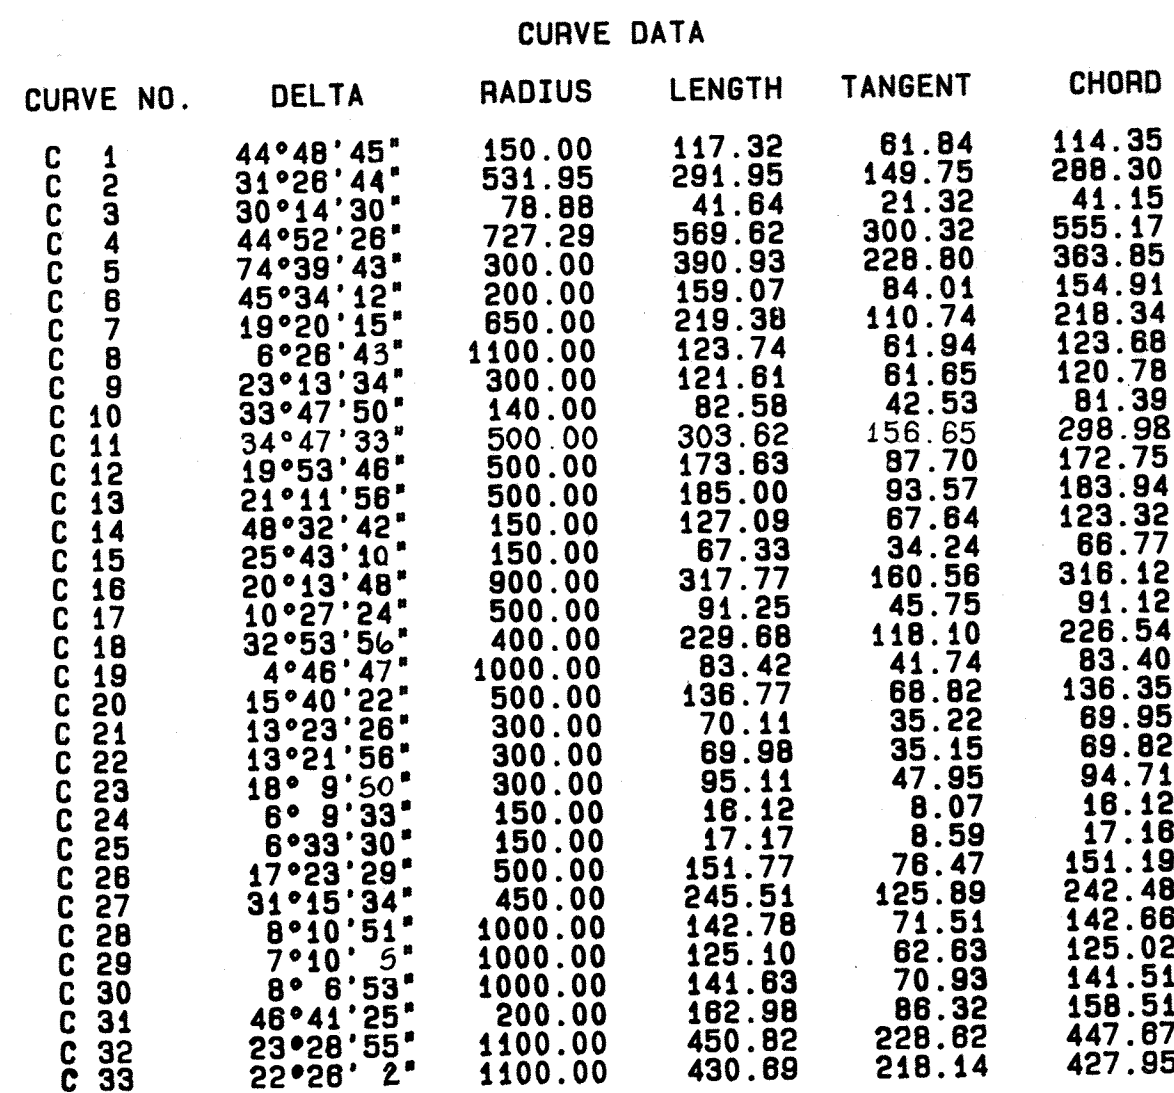 CURVE DATA
CURVE NO. DELTA RADIUS LENGTH TANGENT CHORD
C 1 44°48'45" 150.00 117.32 61.84 114.35
C 2 31°26'44" 531.95 291.95 149.75 288.30
C 3 30°14'30" 78.88 41.64 21.32 41.15
C 4 44°52'26" 727.29 569.62 300.32 555.17
C 5 74°39'43" 300.00 390.93 228.80 363.85
C 6 45°34'12" 200.00 159.07 84.01 154.91
C 7 19°20'15" 650.00 219.38 110.74 218.34
C 8 6°26'43" 1100.00 123.74 61.94 123.68
C 9 23°13'34" 300.00 121.61 61.65 120.78
C 10 33°47'50" 140.00 82.58 42.53 81.39
C 11 34°47'33" 500.00 303.62 156.65 298.98
C 12 19°53'46" 500.00 173.63 87.70 172.75
C 13 21°11'56" 500.00 185.00 93.57 183.94
C 14 48°32'42" 150.00 127.09 67.64 123.32
C 15 25°43'10" 150.00 67.33 34.24 66.77
C 16 20°13'48" 900.00 317.77 160.56 316.12
C 17 10°27'24" 500.00 91.25 45.75 91.12
C 18 32°53'56" 400.00 229.68 118.10 226.54
C 19 4°46'47" 1000.00 83.42 41.74 83.40
C 20 15°40'22" 500.00 136.77 68.82 136.35
C 21 13°23'26" 300.00 70.11 35.22 69.95
C 22 13°21'56" 300.00 69.98 35.15 69.82
C 23 18° 9'50" 300.00 95.11 47.95 94.71
C 24 6° 9'33" 150.00 16.12 8.07 16.12
C 25 6°33'30" 150.00 17.17 8.59 17.16
C 26 17°23'29" 500.00 151.77 76.47 151.19
C 27 31°15'34" 450.00 245.51 125.89 242.48
C 28 8°10'51" 1000.00 142.78 71.51 142.66
C 29 7°10' 5" 1000.00 125.10 62.63 125.02
C 30 8° 6'53" 1000.00 141.63 70.93 141.51
C 31 46°41'25" 200.00 162.98 86.32 158.51
C 32 23°28'55" 1100.00 450.82 228.62 447.67
C 33 22°26' 2" 1100.00 430.69 218.14 427.95